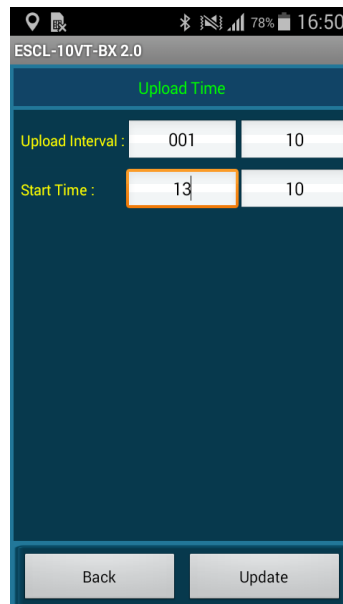 78% 16:50
ESCL-10VT-BX 2.0
Upload Time
Upload Interval : 001 10
Start Time : 13 10
Back Update